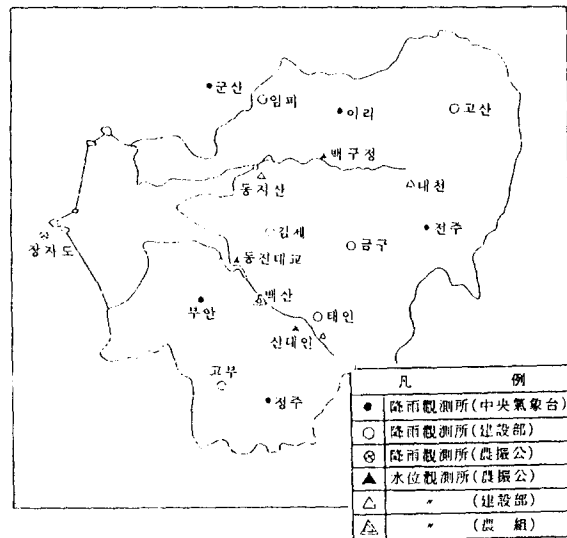 군산
임피
이리
고산
백구정
동지산
대천
김제
전주
장자도
금구
동진대교
백산
부안
태인
신태인
고부
정주
凡 例
● 降雨觀測所(中央氣象台)
○ 降雨觀測所(建設部)
⊗ 降雨觀測所(農振公)
▲ 水位觀測所(農振公)
△ 〃 (建設部)
〃 (農組)